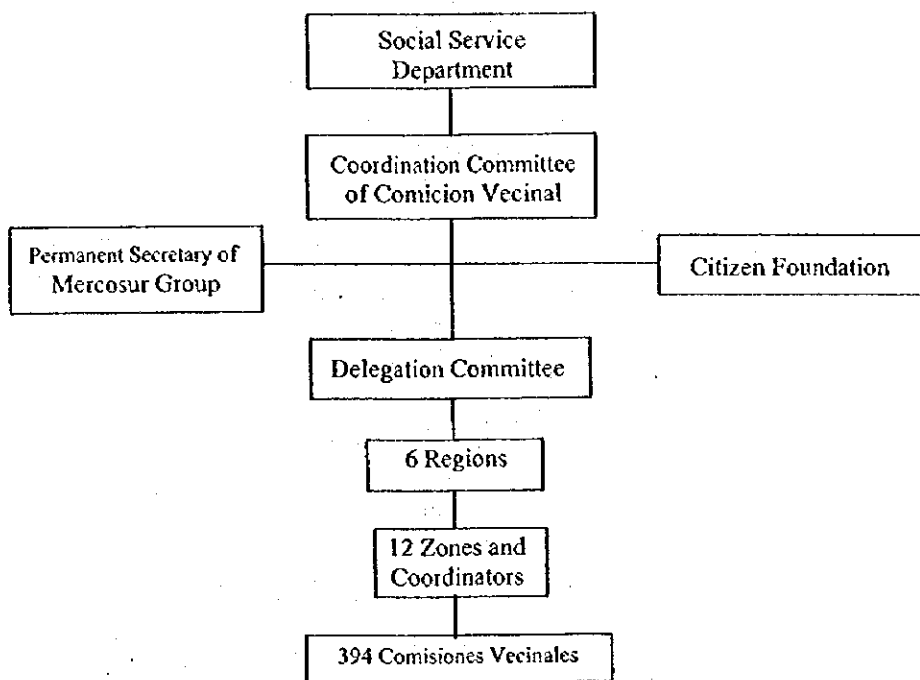 Social Service
Department
Coordination Committee
of Comicion Vecinal
Permanent Secretary of
Mercosur Group
Citizen Foundation
Delegation Committee
6 Regions
12 Zones and
Coordinators
394 Comisiones Vecinales